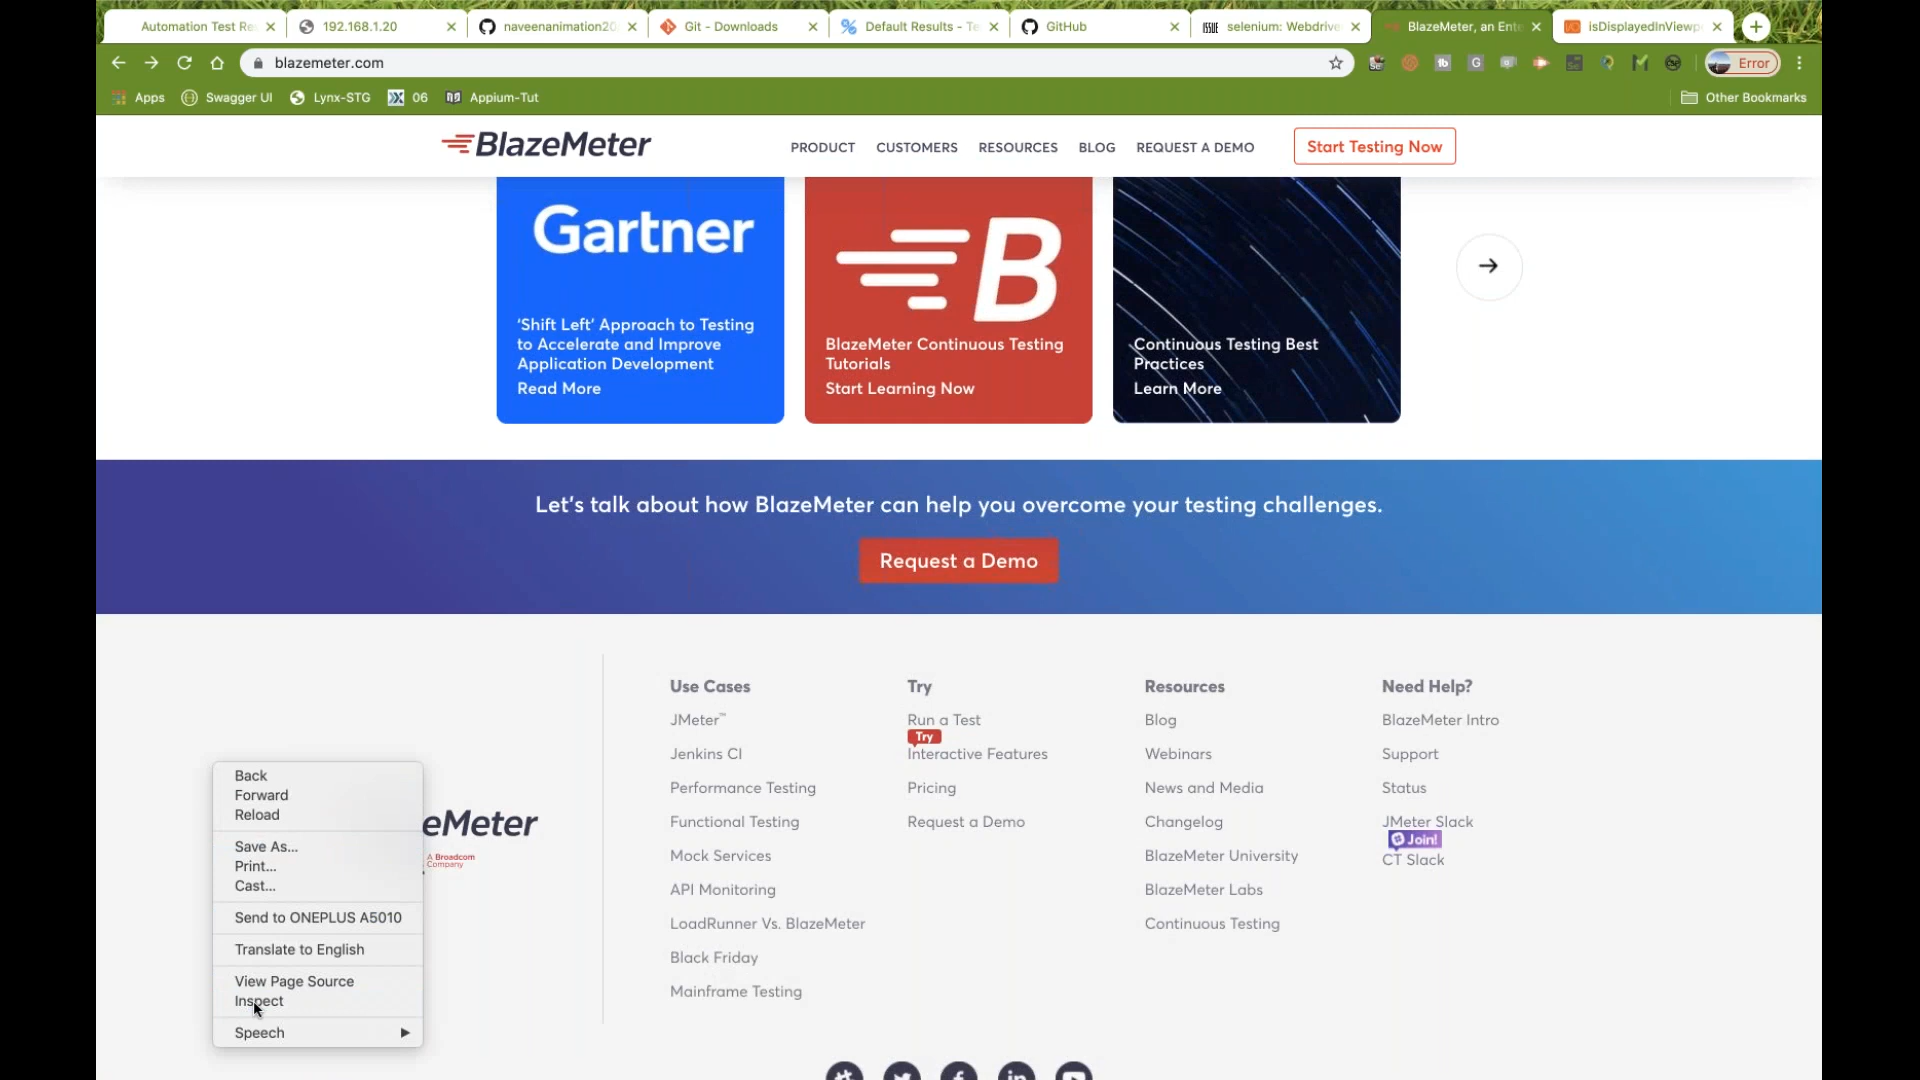 Automation Test Re
192.168.1.20
naveenanimation20
Git - Downloads
Default Results - Te
GitHub
ISSUE selenium: Webdrive
BlazeMeter, an Ente
isDisplayedInViewp
blazemeter.com
Error
Apps
Swagger UI
Lynx-STG
06
Appium-Tut
Other Bookmarks
BlazeMeter
PRODUCT
CUSTOMERS
RESOURCES
BLOG
REQUEST A DEMO
Start Testing Now
Gartner
‘Shift Left’ Approach to Testing
to Accelerate and Improve
Application Development
Read More
B
BlazeMeter Continuous Testing
Tutorials
Start Learning Now
Continuous Testing Best
Practices
Learn More
Let's talk about how BlazeMeter can help you overcome your testing challenges.
Request a Demo
Back
Forward
Reload
Save As...
Print...
Cast...
Send to ONEPLUS A5010
Translate to English
View Page Source
Inspect
Speech
eMeter
A Broadcom
Company
Use Cases
JMeter™
Jenkins CI
Performance Testing
Functional Testing
Mock Services
API Monitoring
LoadRunner Vs. BlazeMeter
Black Friday
Mainframe Testing
Try
Run a Test
Try
Interactive Features
Pricing
Request a Demo
Resources
Blog
Webinars
News and Media
Changelog
BlazeMeter University
BlazeMeter Labs
Continuous Testing
Need Help?
BlazeMeter Intro
Support
Status
JMeter Slack
Join!
CT Slack